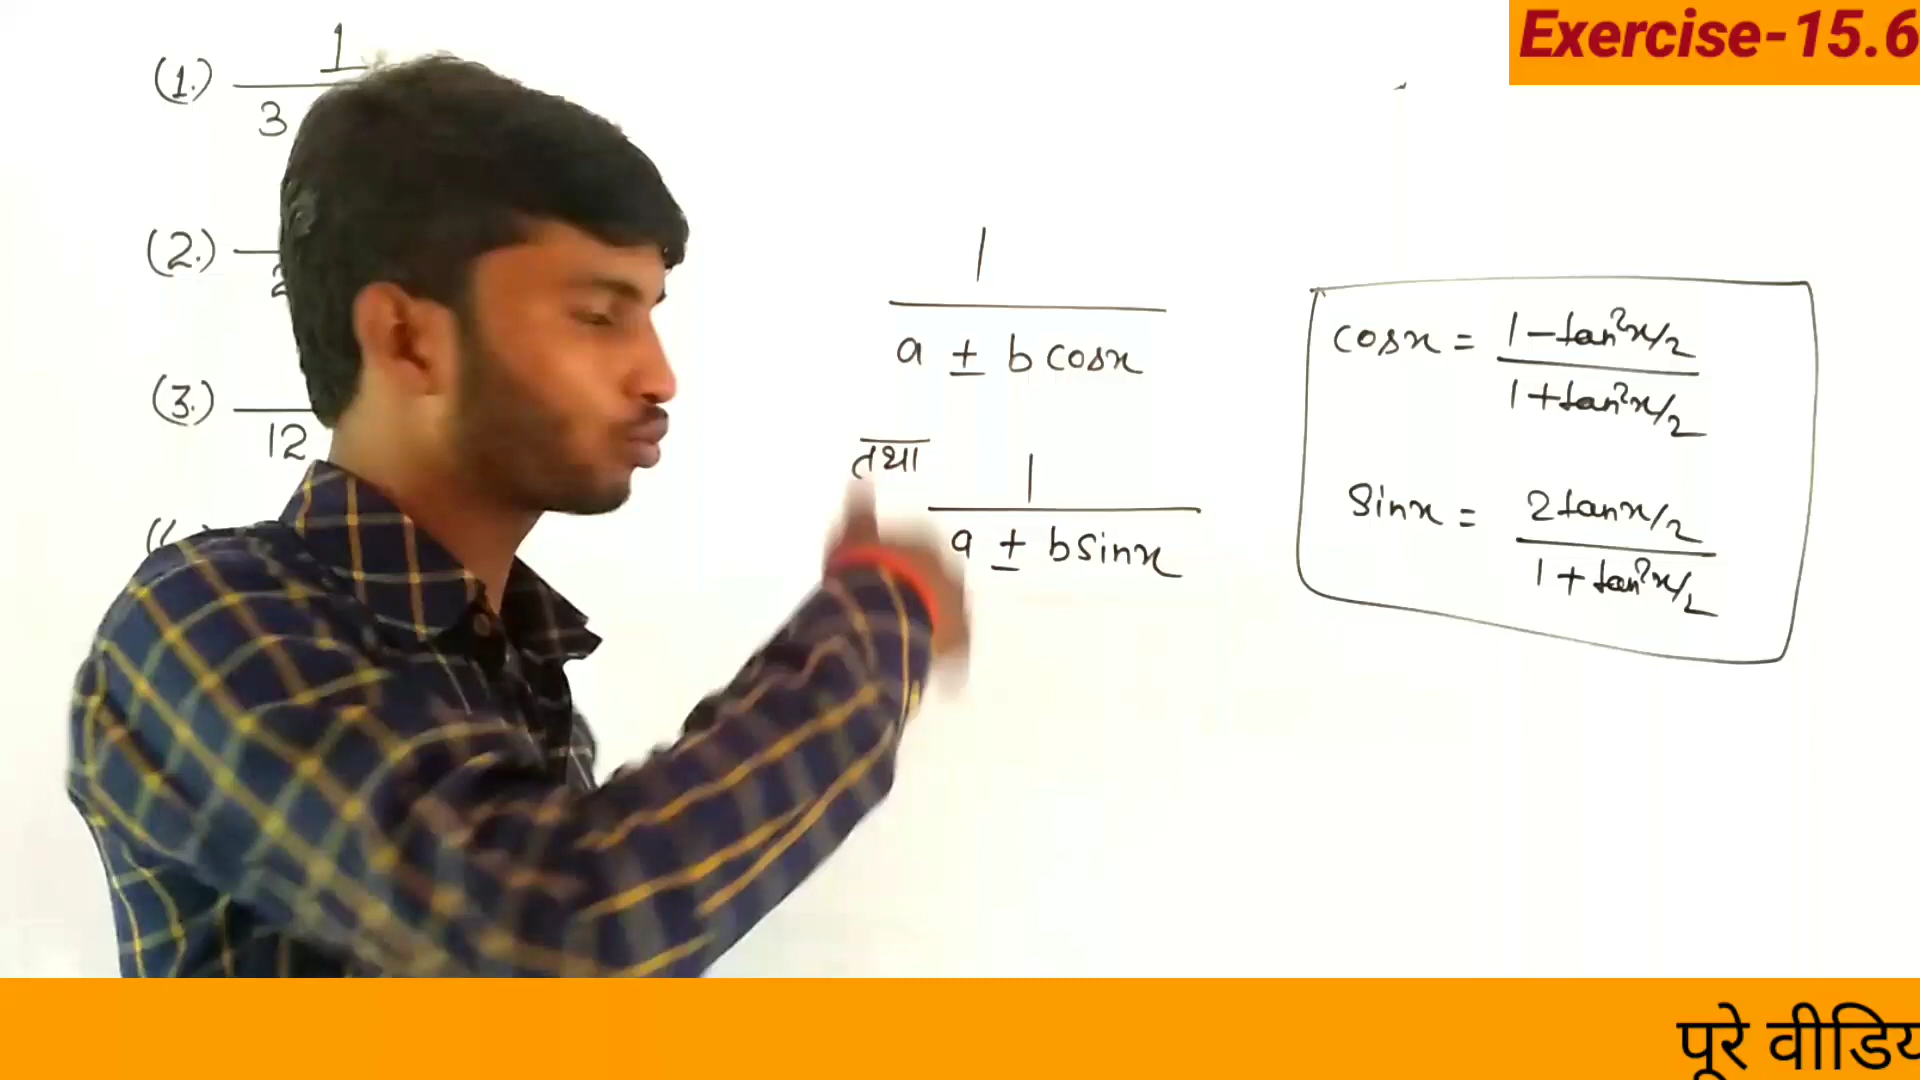 Exercise-15.6
(1.) 1
3
(2.)
2
(3.)
12
1
a ± b cosx
तथा 1
a ± bsinx
cosx = 1-tan²x/2
1+tan²x/2
Sinx = 2tanx/2
1+tan²x/2
पूरे वीडिय